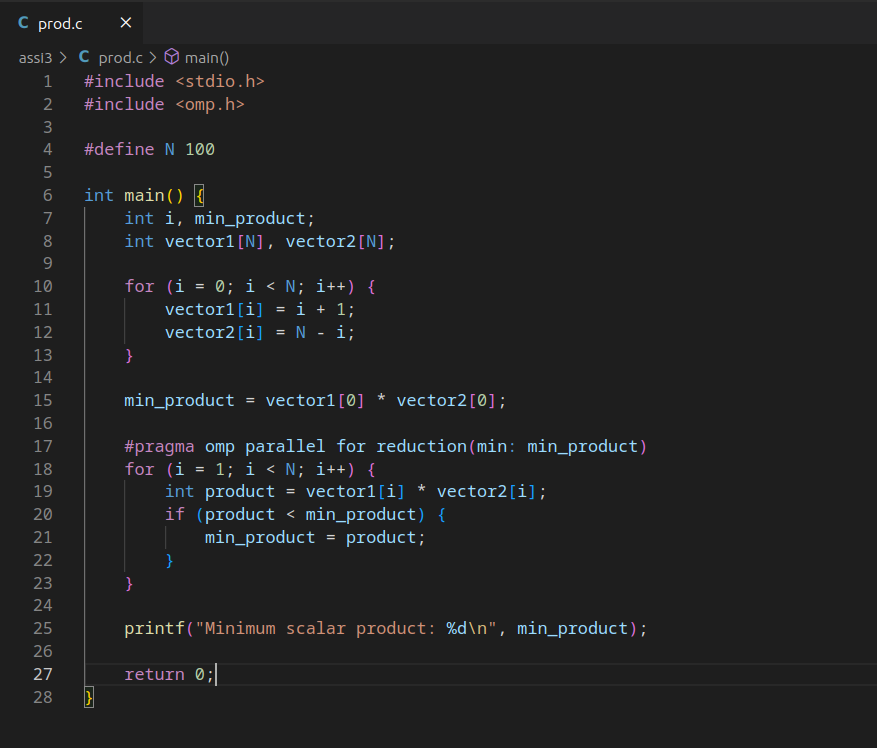 C prod.c ×
assi3 > C prod.c > main()
1 #include <stdio.h>
2 #include <omp.h>
3
4 #define N 100
5
6 int main() {
7     int i, min_product;
8     int vector1[N], vector2[N];
9
10     for (i = 0; i < N; i++) {
11         vector1[i] = i + 1;
12         vector2[i] = N - i;
13     }
14
15     min_product = vector1[0] * vector2[0];
16
17     #pragma omp parallel for reduction(min: min_product)
18     for (i = 1; i < N; i++) {
19         int product = vector1[i] * vector2[i];
20         if (product < min_product) {
21             min_product = product;
22         }
23     }
24
25     printf("Minimum scalar product: %d\n", min_product);
26
27     return 0;
28 }